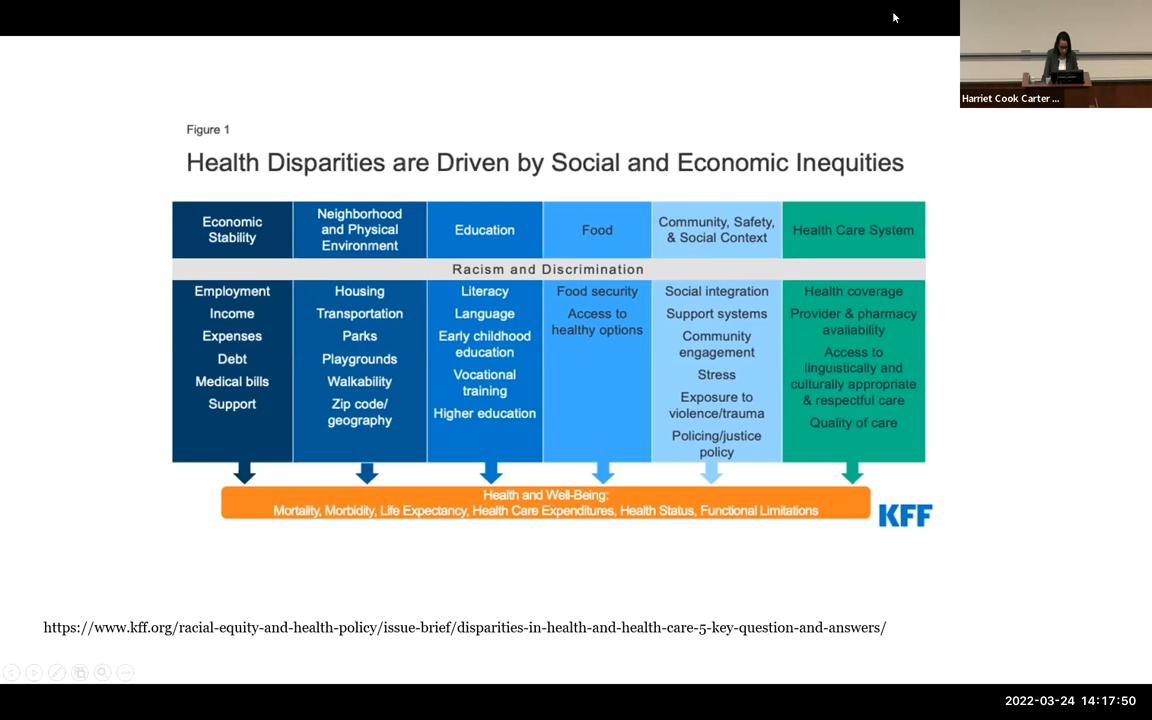 Harriet Cook Carter ...
Figure 1
Health Disparities are Driven by Social and Economic Inequities
Economic
Stability
Neighborhood
and Physical
Environment
Education
Food
Community, Safety,
& Social Context
Health Care System
Racism and Discrimination
Employment
Income
Expenses
Debt
Medical bills
Support
Housing
Transportation
Parks
Playgrounds
Walkability
Zip code/
geography
Literacy
Language
Early childhood
education
Vocational
training
Higher education
Food security
Access to
healthy options
Social integration
Support systems
Community
engagement
Stress
Exposure to
violence/trauma
Policing/justice
policy
Health coverage
Provider & pharmacy
availability
Access to
linguistically and
culturally appropriate
& respectful care
Quality of care
Health and Well-Being:
Mortality, Morbidity, Life Expectancy, Health Care Expenditures, Health Status, Functional Limitations
KFF
https://www.kff.org/racial-equity-and-health-policy/issue-brief/disparities-in-health-and-health-care-5-key-question-and-answers/
2022-03-24 14:17:50